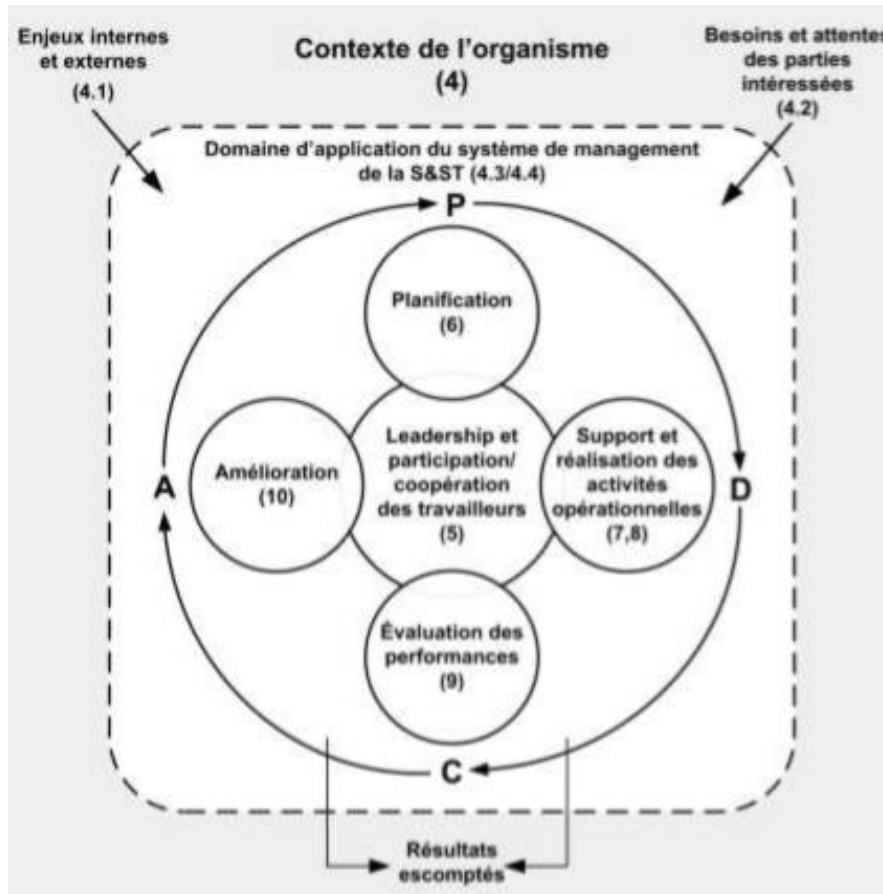 Enjeux internes
et externes
(4.1)
Contexte de l'organisme
(4)
Besoins et attentes
des parties
intéressées
(4.2)
Domaine d'application du système de management
de la S&ST (4.3/4.4)
P
Planification
(6)
A
Amélioration
(10)
Leadership et
participation/
coopération
des travailleurs
(5)
Support et
réalisation des
activités
opérationnelles
(7,8)
D
Évaluation des
performances
(9)
C
Résultats
escomptés